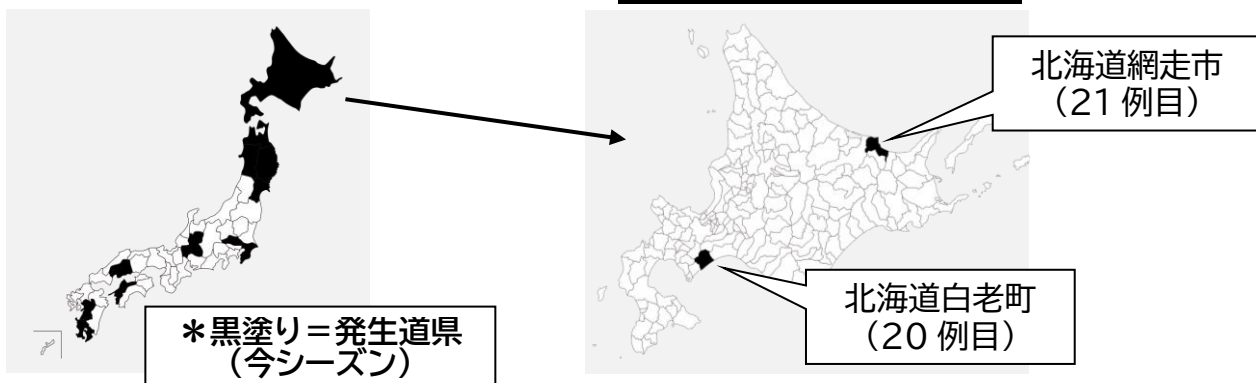 北海道網走市
（21 例目）
北海道白老町
（20 例目）
＊黒塗り＝発生道県
（今シーズン）